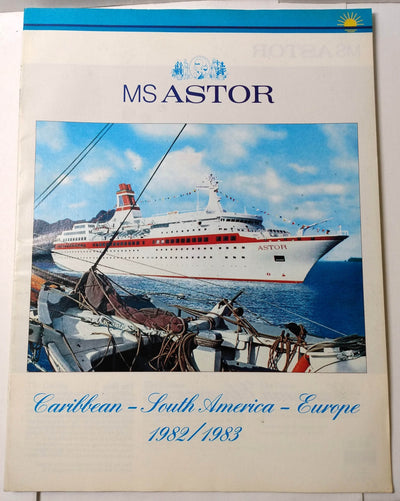 MS ASTOR
ASTOR
Caribbean – South America – Europe
1982/1983